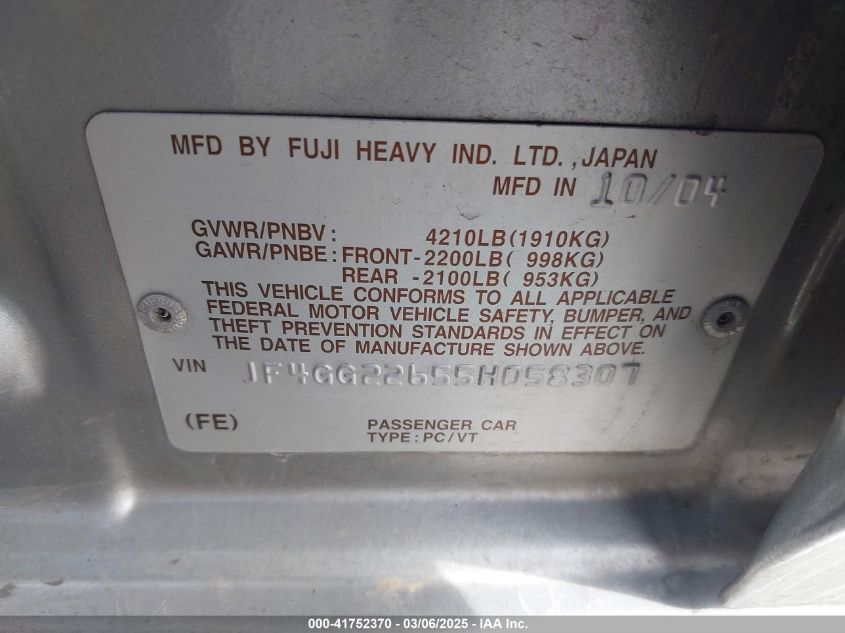 MFD BY FUJI HEAVY IND. LTD.,JAPAN
MFD IN 10/04
GVWR/PNBV: 4210LB(1910KG)
GAWR/PNBE:FRONT-2200LB( 998KG)
REAR -2100LB( 953KG)
THIS VEHICLE CONFORMS TO ALL APPLICABLE
FEDERAL MOTOR VEHICLE SAFETY, BUMPER, AND
THEFT PREVENTION STANDARDS IN EFFECT ON
THE DATE OF MANUFACTURE SHOWN ABOVE.
VIN JF4GG22655H058307
(FE) PASSENGER CAR
TYPE:PC/VT
000-41752370 | 03/06/2025 | IAA Inc.